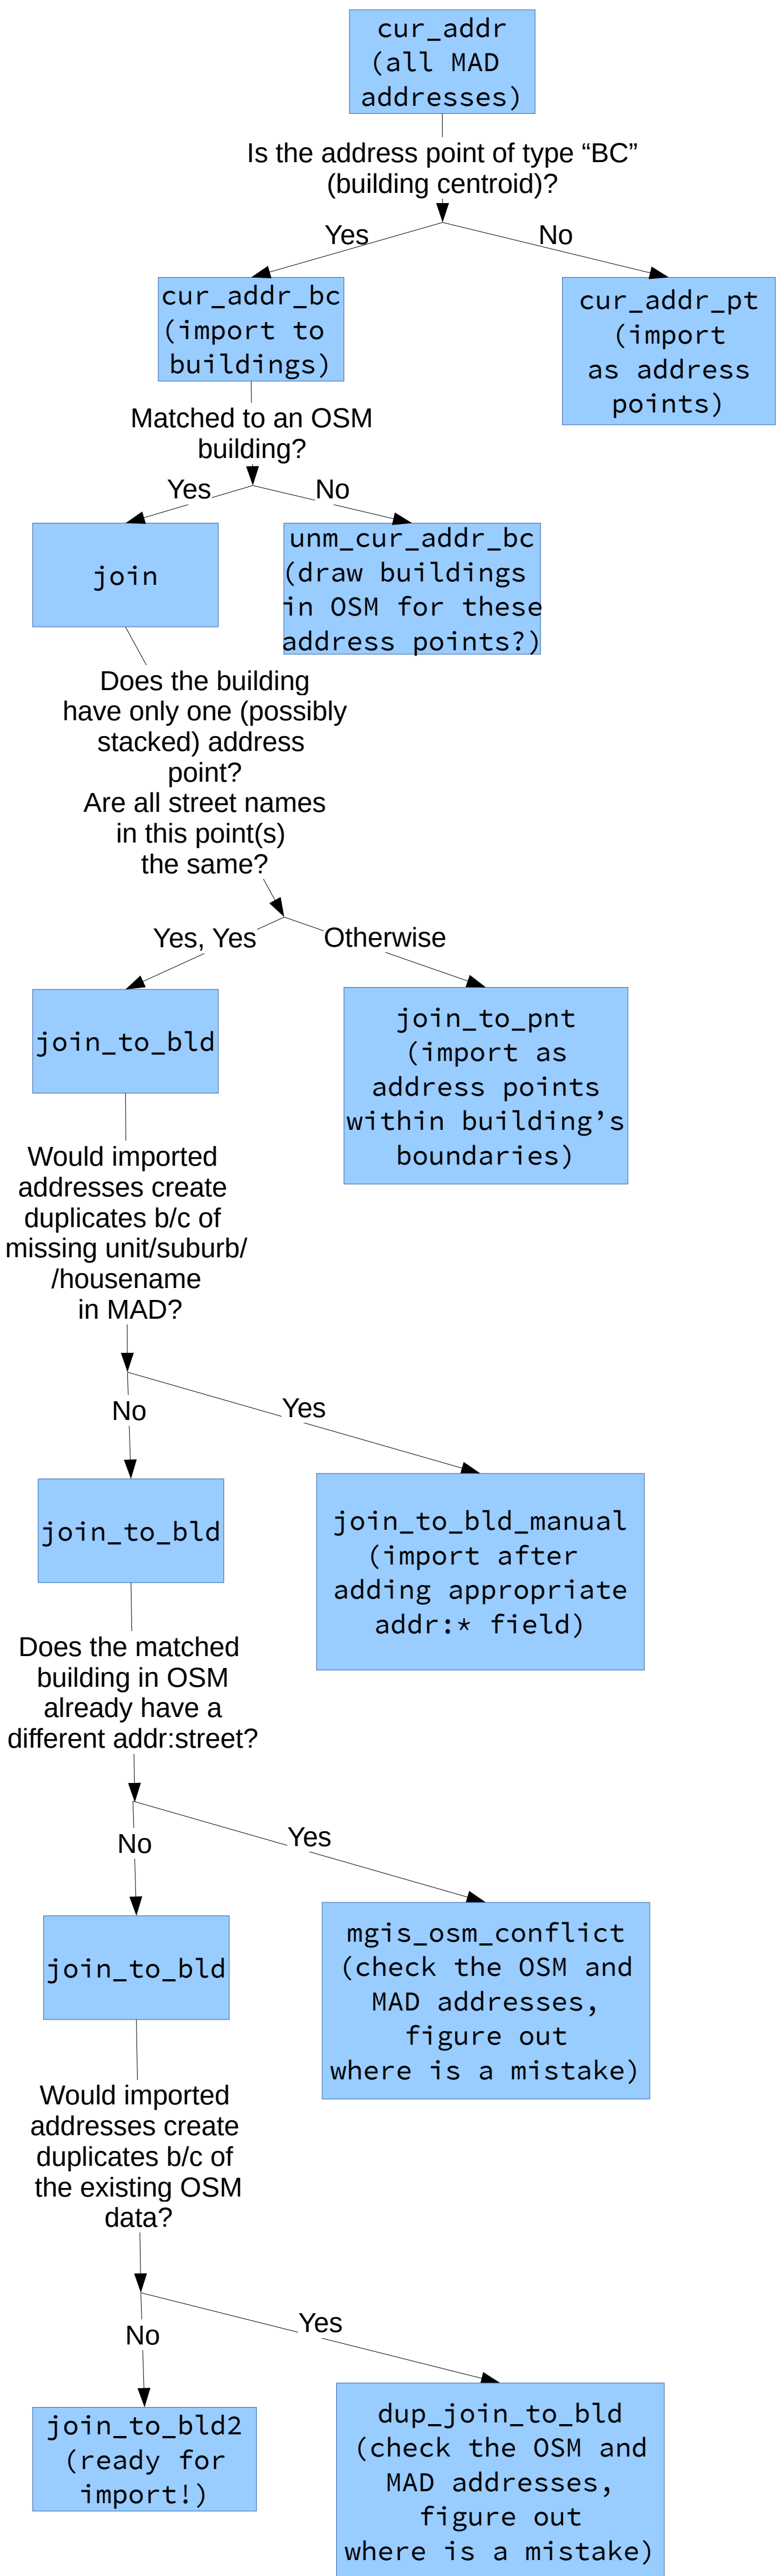 cur_addr
(all MAD
addresses)
Is the address point of type “BC”
(building centroid)?
Yes
No
cur_addr_bc
(import to
buildings)
cur_addr_pt
(import
as address
points)
Matched to an OSM
building?
Yes
No
join
unm_cur_addr_bc
(draw buildings
in OSM for these
address points?)
Does the building
have only one (possibly
stacked) address
point?
Are all street names
in this point(s)
the same?
Yes, Yes
Otherwise
join_to_bld
join_to_pnt
(import as
address points
within building’s
boundaries)
Would imported
addresses create
duplicates b/c of
missing unit/suburb/
/housename
in MAD?
No
Yes
join_to_bld
join_to_bld_manual
(import after
adding appropriate
addr:* field)
Does the matched
building in OSM
already have a
different addr:street?
No
Yes
join_to_bld
mgis_osm_conflict
(check the OSM and
MAD addresses,
figure out
where is a mistake)
Would imported
addresses create
duplicates b/c of
the existing OSM
data?
No
Yes
join_to_bld2
(ready for
import!)
dup_join_to_bld
(check the OSM and
MAD addresses,
figure out
where is a mistake)